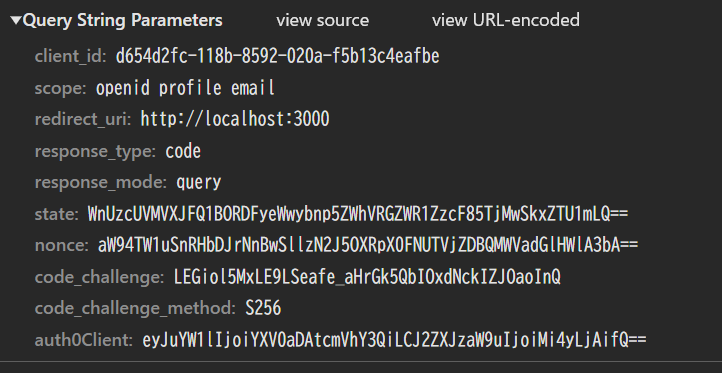 ▼Query String Parameters view source view URL-encoded
client_id: d654d2fc-118b-8592-020a-f5b13c4eafbe
scope: openid profile email
redirect_uri: http://localhost:3000
response_type: code
response_mode: query
state: WnUzcUVMVXJFQ1BORDFyeWwybnp5ZWhVRGZWR1ZzcF85TjMwSkxZTU1mLQ==
nonce: aW94TW1uSnRHbDJrNnBwSllzN2J5OXRpX0FNUTVjZDBQMWVadGlHWlA3bA==
code_challenge: LEGiol5MxLE9LSeafe_aHrGk5QbIOxdNckIZJOaoInQ
code_challenge_method: S256
auth0Client: eyJuYW1lIjoiYXV0aDAtcmVhY3QiLCJ2ZXJzaW9uIjoiMi4yLjAifQ==